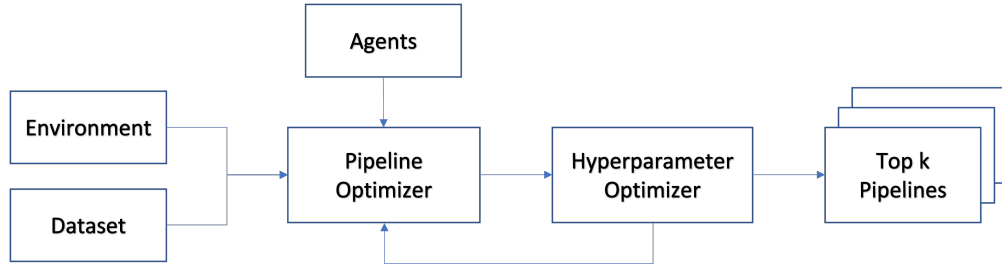 Agents
Environment
Dataset
Pipeline
Optimizer
Hyperparameter
Optimizer
Top k
Pipelines